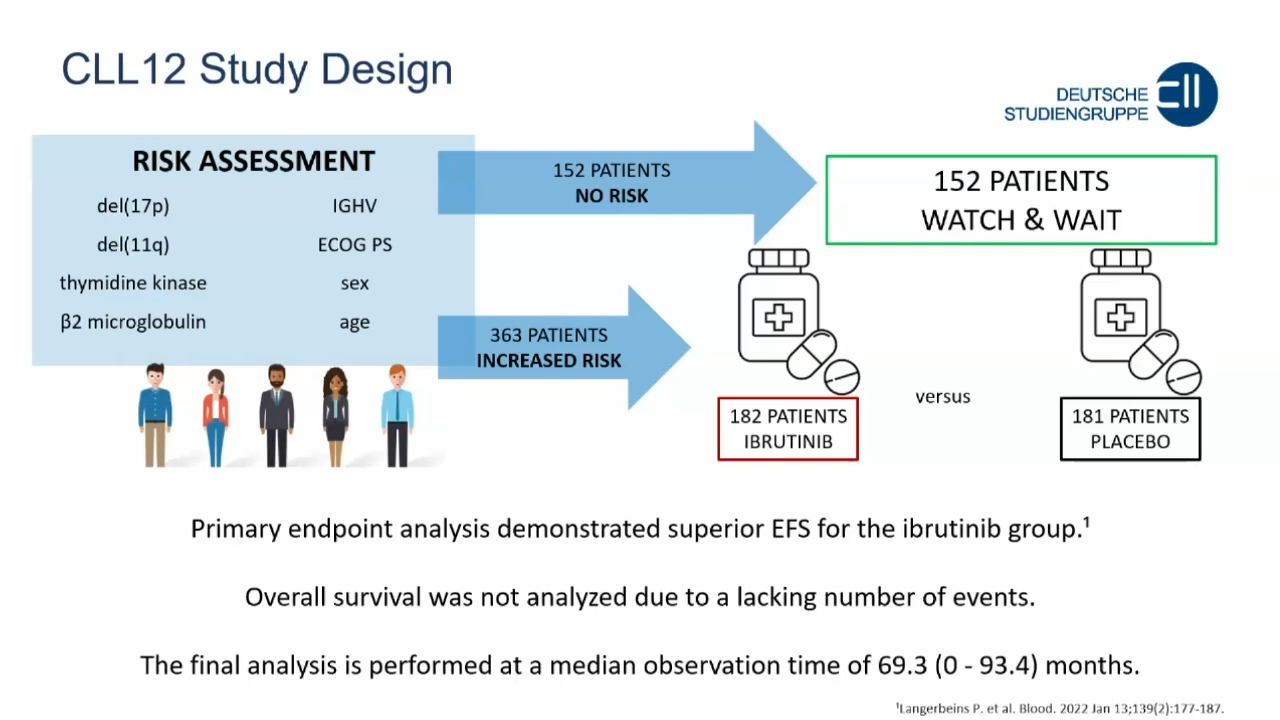 CLL12 Study Design
DEUTSCHE
STUDIENGRUPPE
cll
RISK ASSESSMENT
del(17p) IGHV
del(11q) ECOG PS
thymidine kinase sex
β2 microglobulin age
152 PATIENTS
NO RISK
152 PATIENTS
WATCH & WAIT
363 PATIENTS
INCREASED RISK
182 PATIENTS
IBRUTINIB
versus
181 PATIENTS
PLACEBO
Primary endpoint analysis demonstrated superior EFS for the ibrutinib group.¹
Overall survival was not analyzed due to a lacking number of events.
The final analysis is performed at a median observation time of 69.3 (0 - 93.4) months.
¹Langerbeins P. et al. Blood. 2022 Jan 13;139(2):177-187.